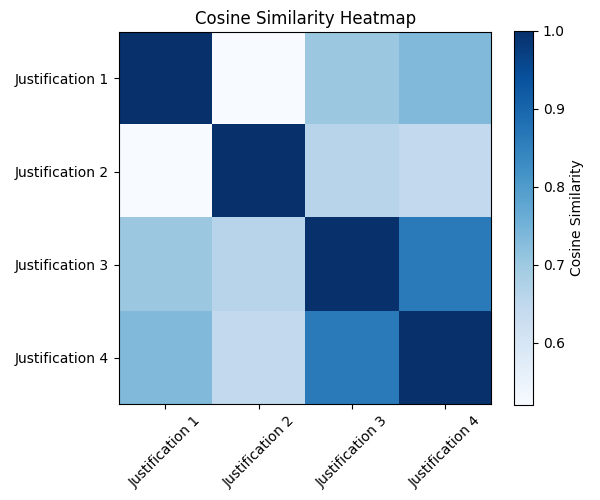 Cosine Similarity Heatmap
Justification 1
Justification 2
Justification 3
Justification 4
Justification 1
Justification 2
Justification 3
Justification 4
1.0
0.9
0.8
0.7
0.6
Cosine Similarity